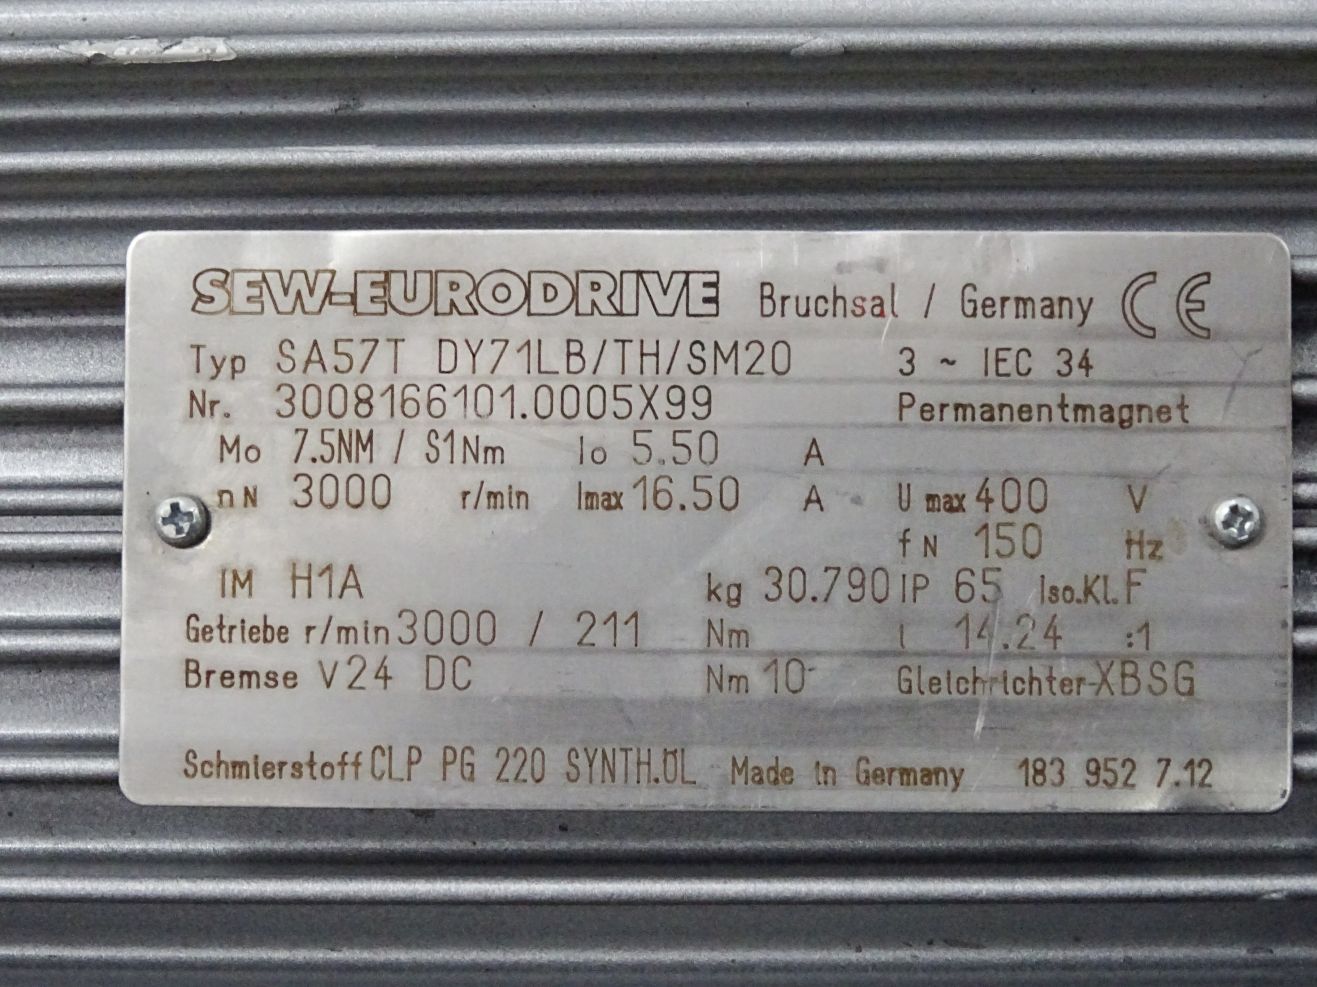 SEW-EURODRIVE Bruchsal / Germany CE
Typ SA57T DY71LB/TH/SM20 3 ~ IEC 34
Nr. 3008166101.0005X99 Permanentmagnet
Mo 7.5NM / S1Nm Io 5.50 A
nN 3000 r/min Imax 16.50 A U max 400 V
fN 150 Hz
IM H1A kg 30.790 IP 65 Iso.Kl. F
Getriebe r/min 3000 / 211 Nm i 14.24 :1
Bremse V24 DC Nm 10 Gleichrichter-XBSG
Schmierstoff CLP PG 220 SYNTH.ÖL Made in Germany 183 952 7.12